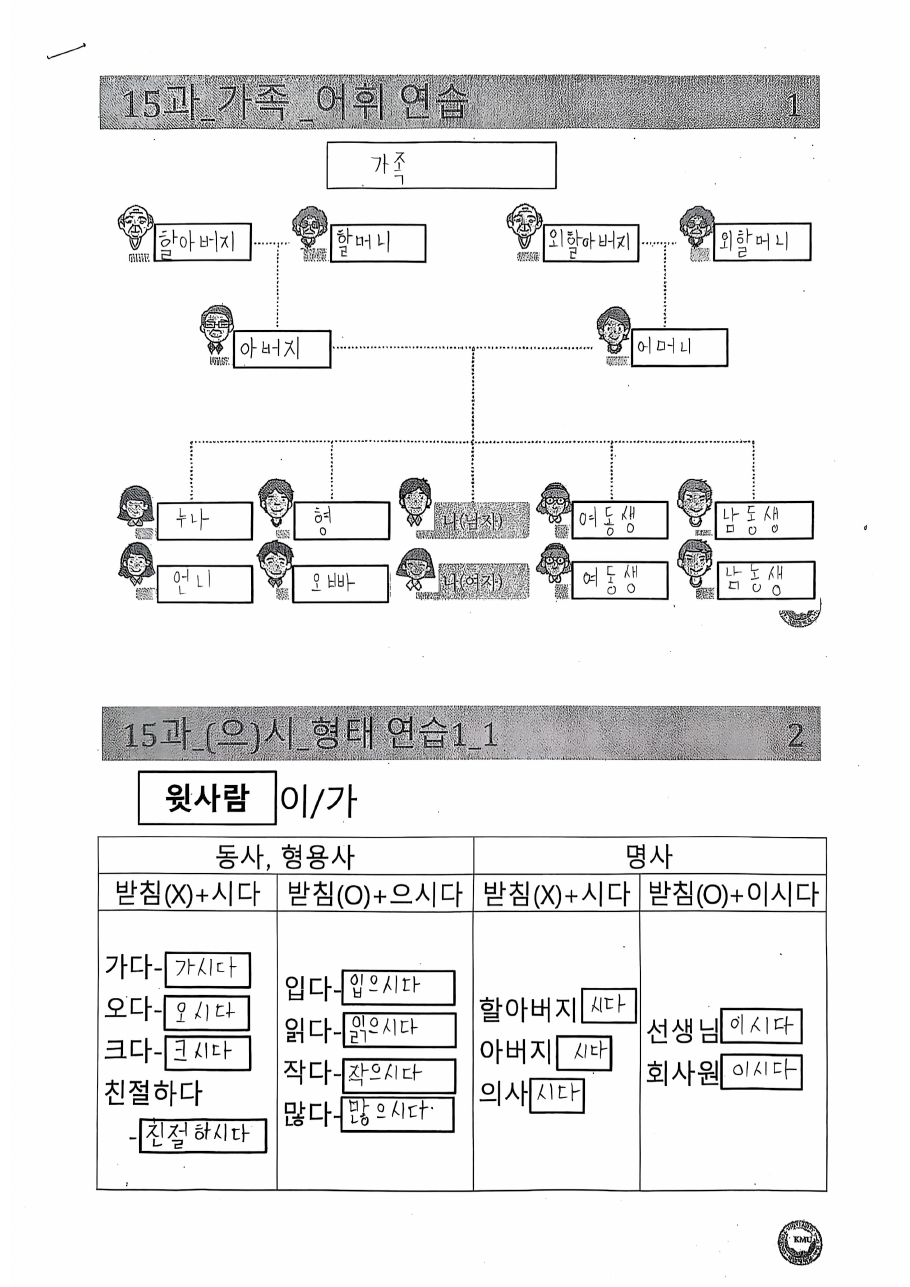 15과_가족 _어휘 연습 1
가족
할아버지 할머니 외할아버지 외할머니
아버지 어머니
누나 형 나(남자) 여동생 남동생
언니 오빠 나(여자) 여동생 남동생
15과_(으)시_형태 연습1_1 2
윗사람 이/가
동사, 형용사 명사
받침(X)+시다 받침(O)+으시다 받침(X)+시다 받침(O)+이시다
가다- 가시다
오다- 오시다
크다- 크시다
친절하다
- 친절하시다
입다- 입으시다
읽다- 읽으시다
작다- 작으시다
많다- 많으시다.
할아버지 시다
아버지 시다
의사 시다
선생님 이시다
회사원 이시다
KMU